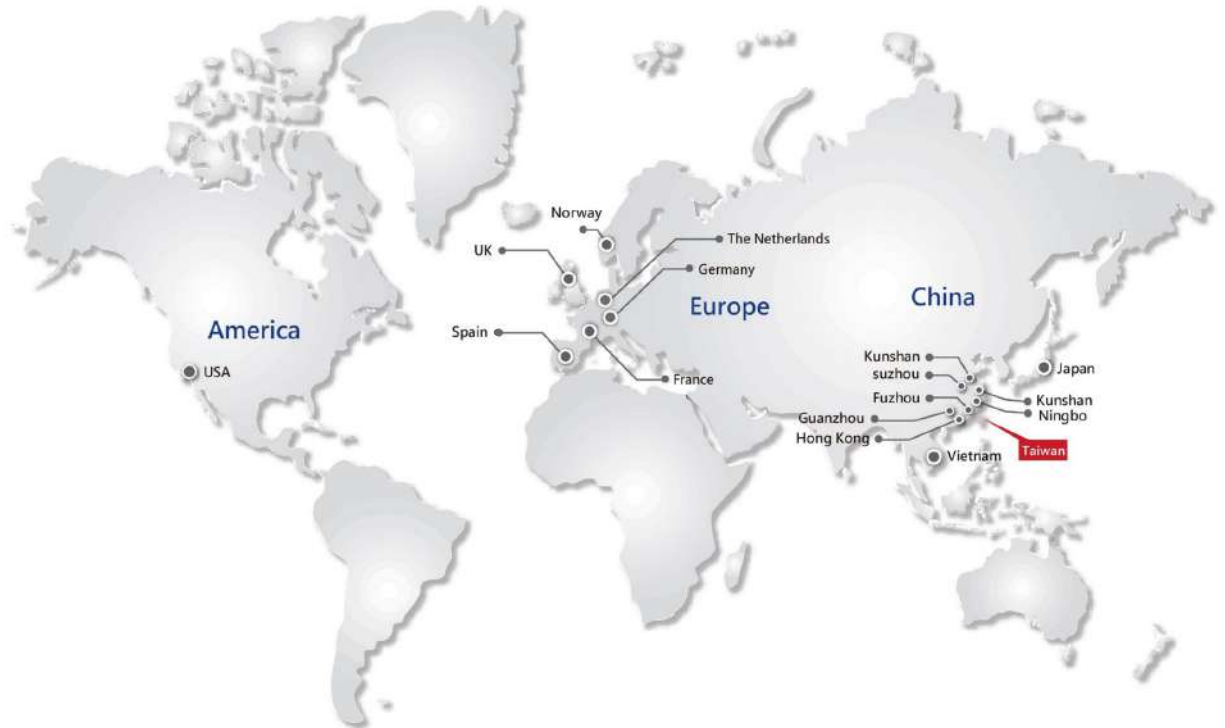 Norway
The Netherlands
UK
Germany
Europe
China
America
Spain
Kunshan
USA
France
suzhou
Japan
Fuzhou
Kunshan
Guanzhou
Ningbo
Hong Kong
Taiwan
Vietnam